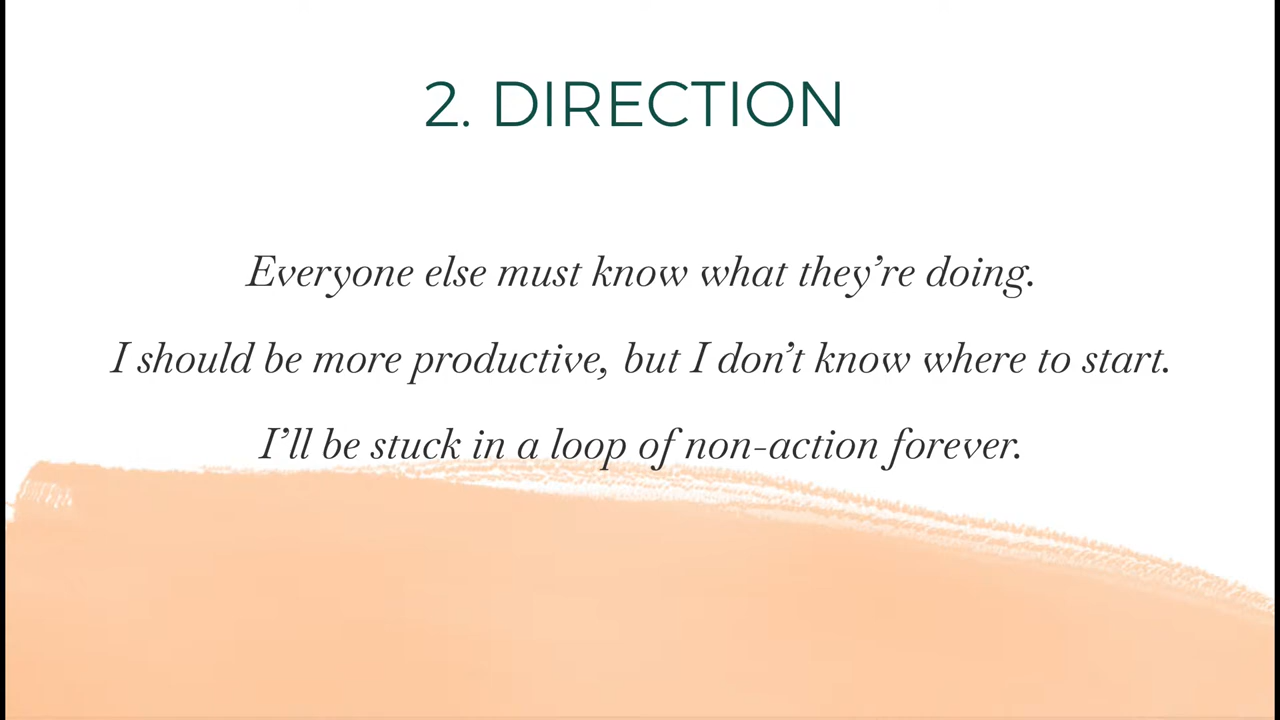 2. DIRECTION
Everyone else must know what they’re doing.
I should be more productive, but I don’t know where to start.
I’ll be stuck in a loop of non-action forever.